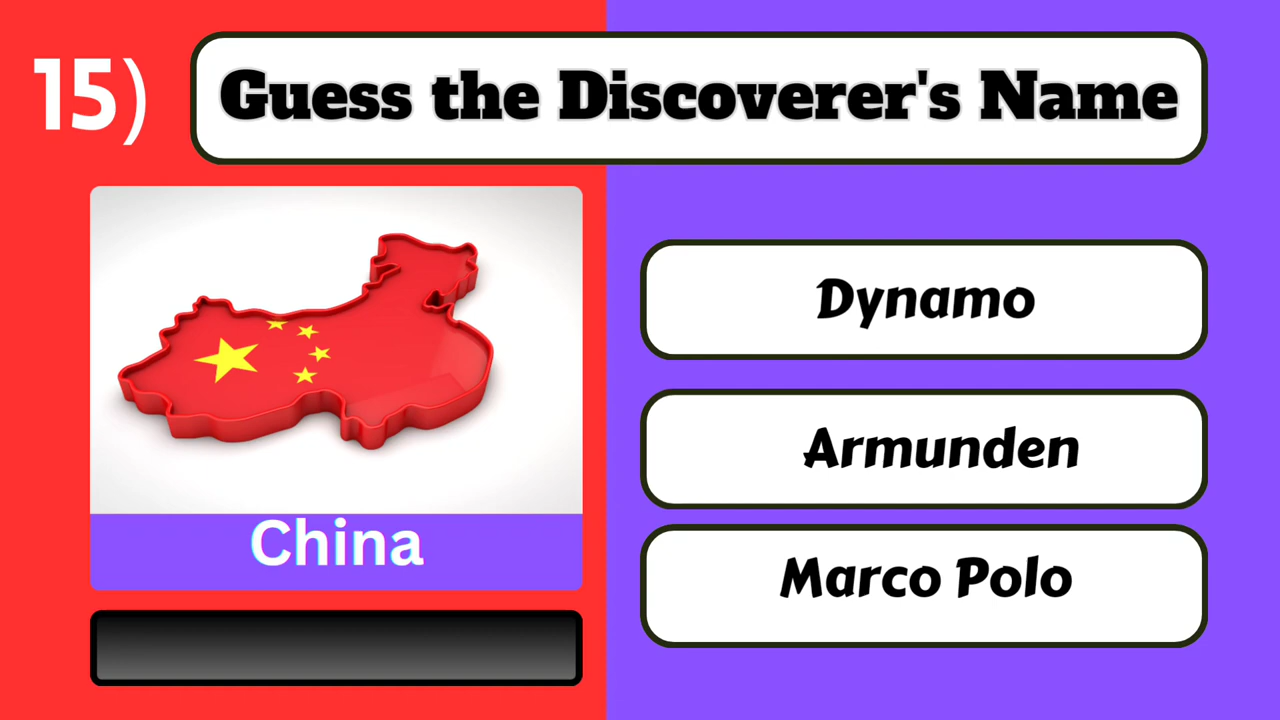 15)
Guess the Discoverer's Name
China
Dynamo
Armunden
Marco Polo